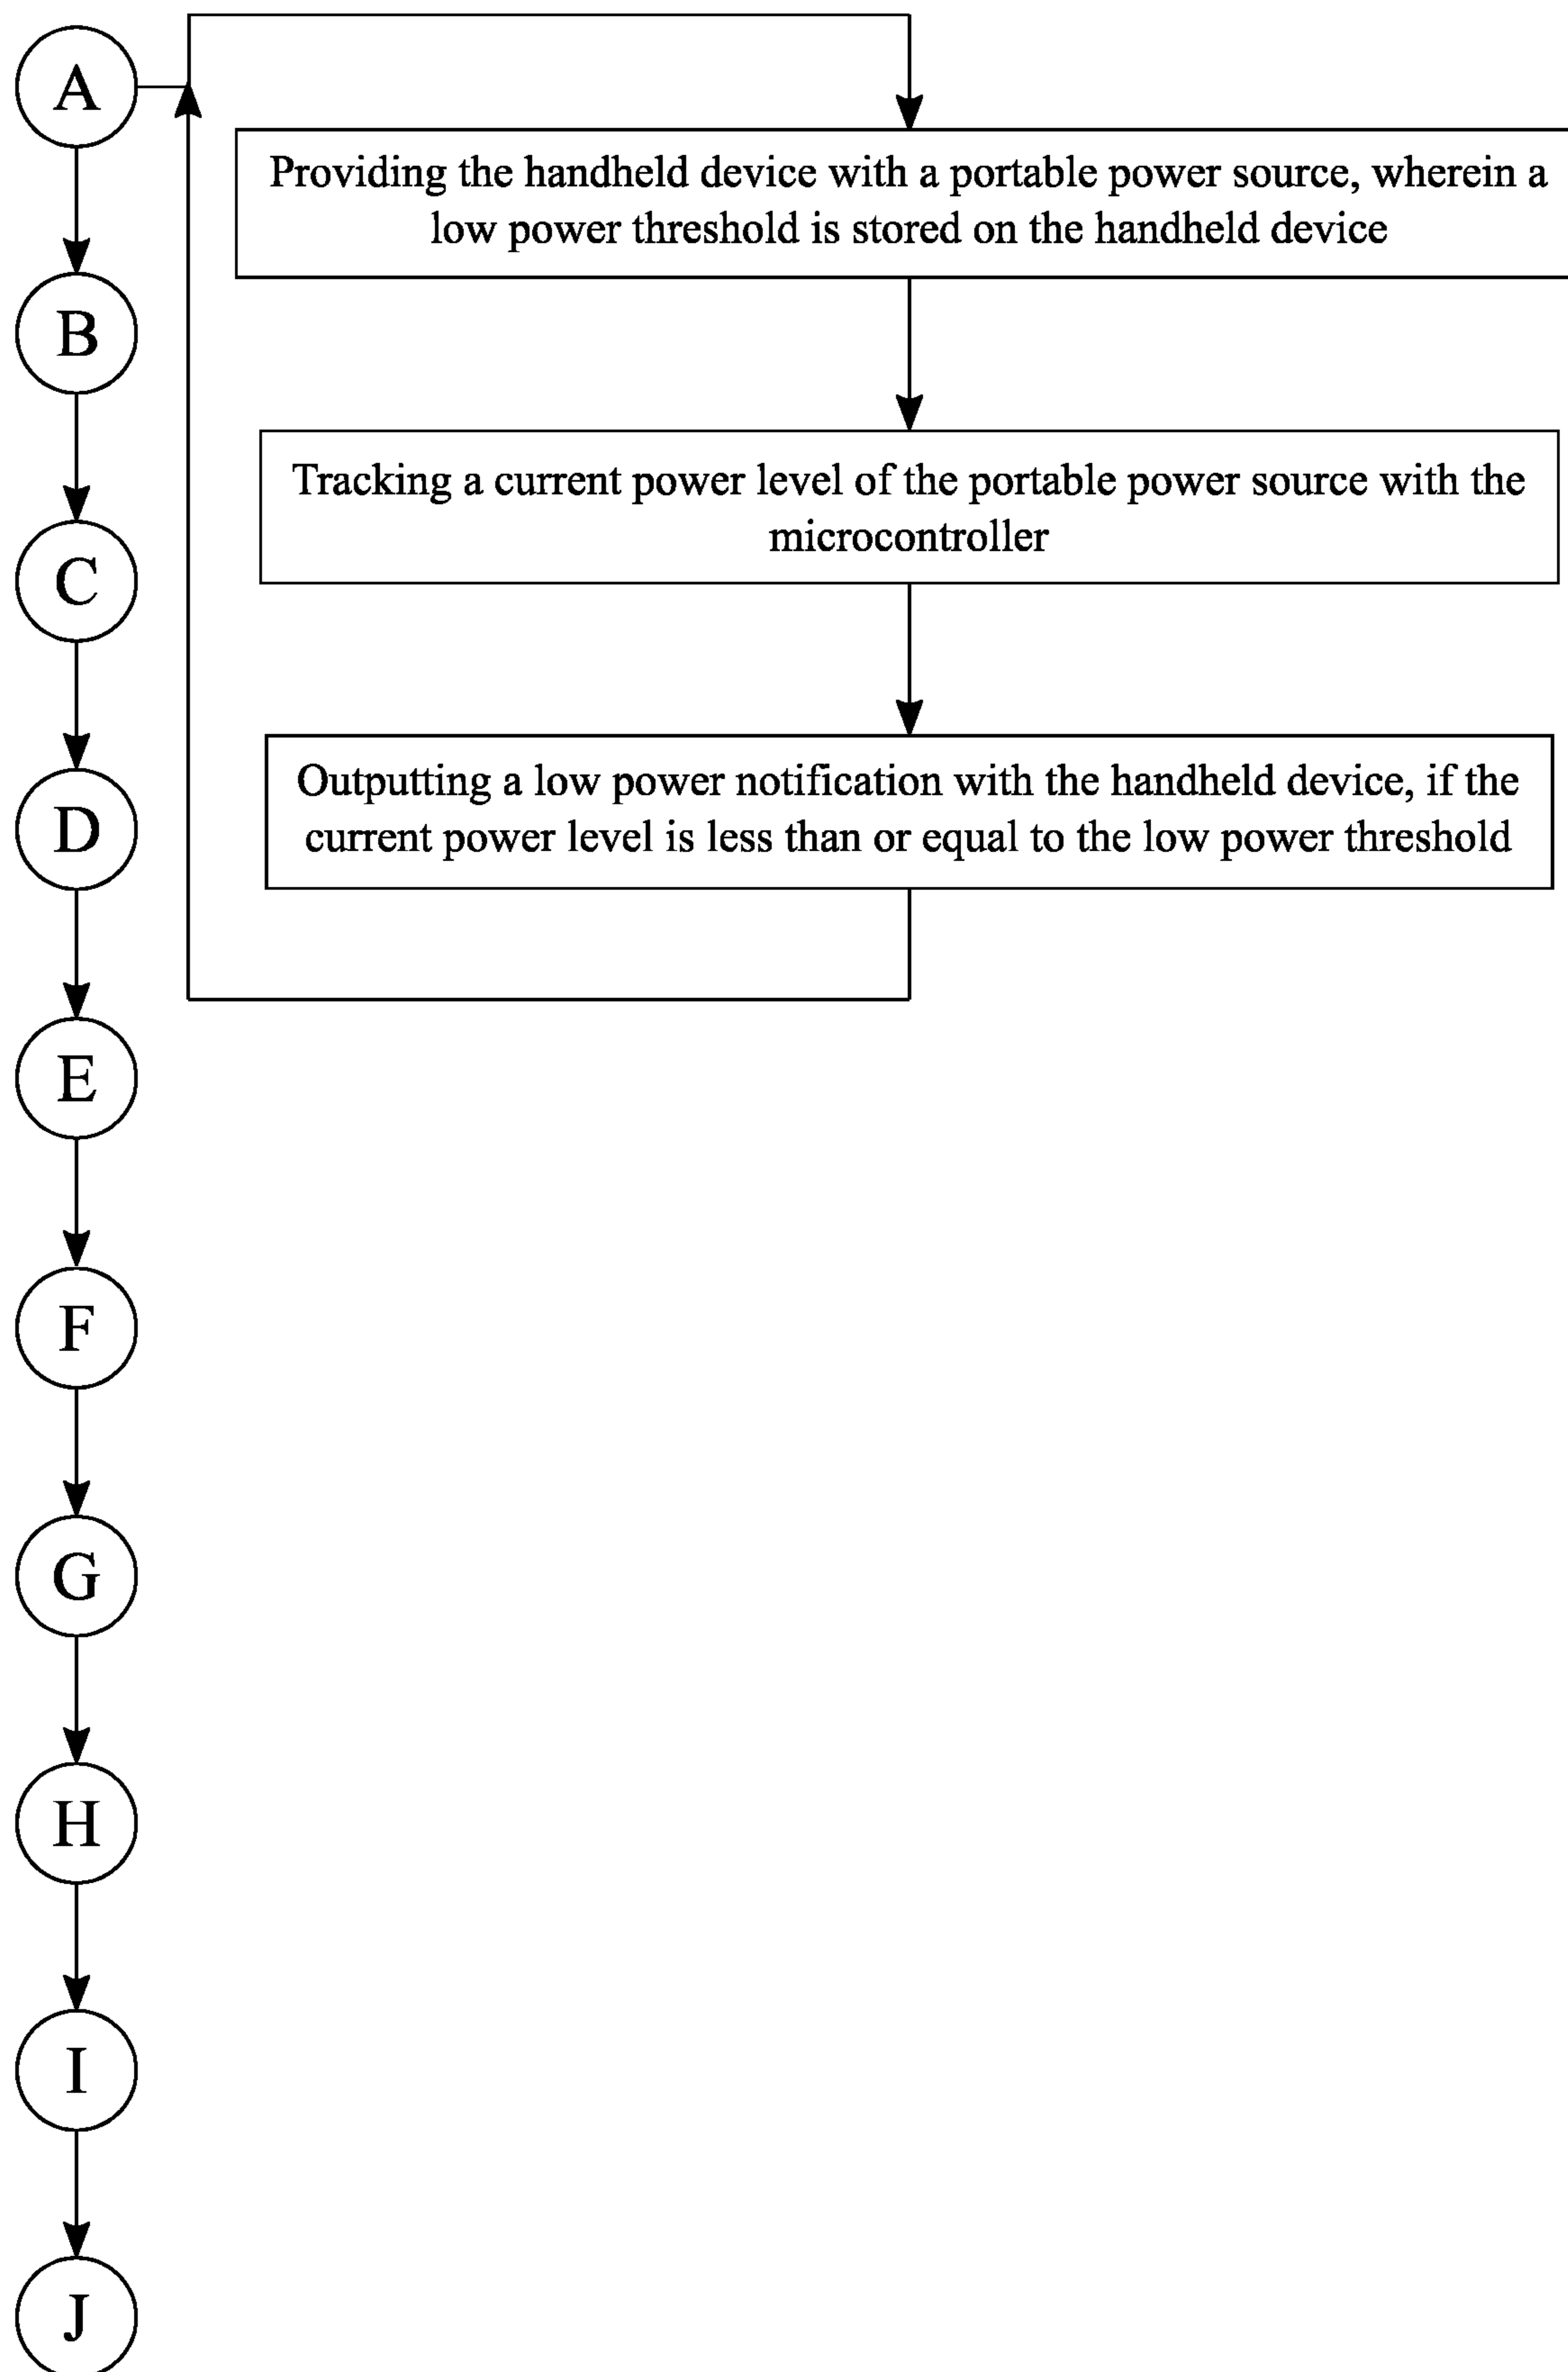 A
Providing the handheld device with a portable power source, wherein a
low power threshold is stored on the handheld device
B
Tracking a current power level of the portable power source with the
microcontroller
C
Outputting a low power notification with the handheld device, if the
current power level is less than or equal to the low power threshold
D
E
F
G
H
I
J